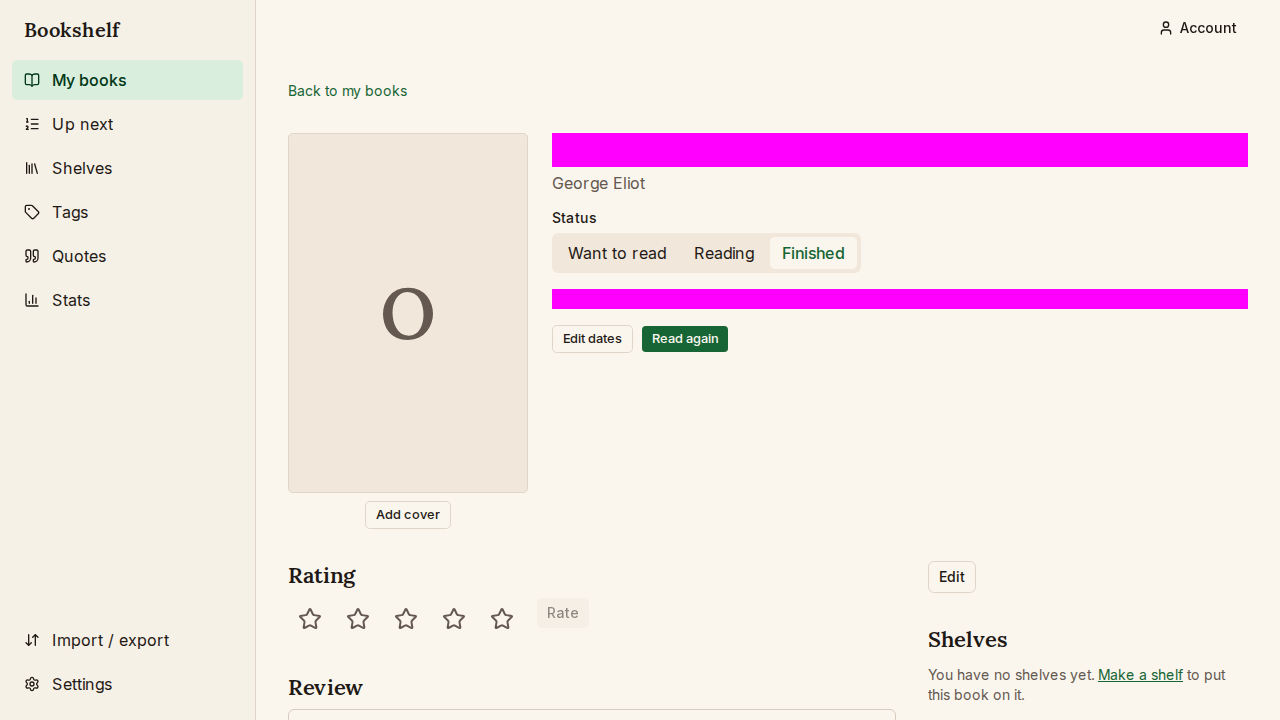 Bookshelf
My books
Up next
Shelves
Tags
Quotes
Stats
Import / export
Settings
Account
Back to my books
O
Add cover
George Eliot
Status
Want to read
Reading
Finished
Edit dates
Read again
Rating
Rate
Review
Edit
Shelves
You have no shelves yet. Make a shelf to put
this book on it.